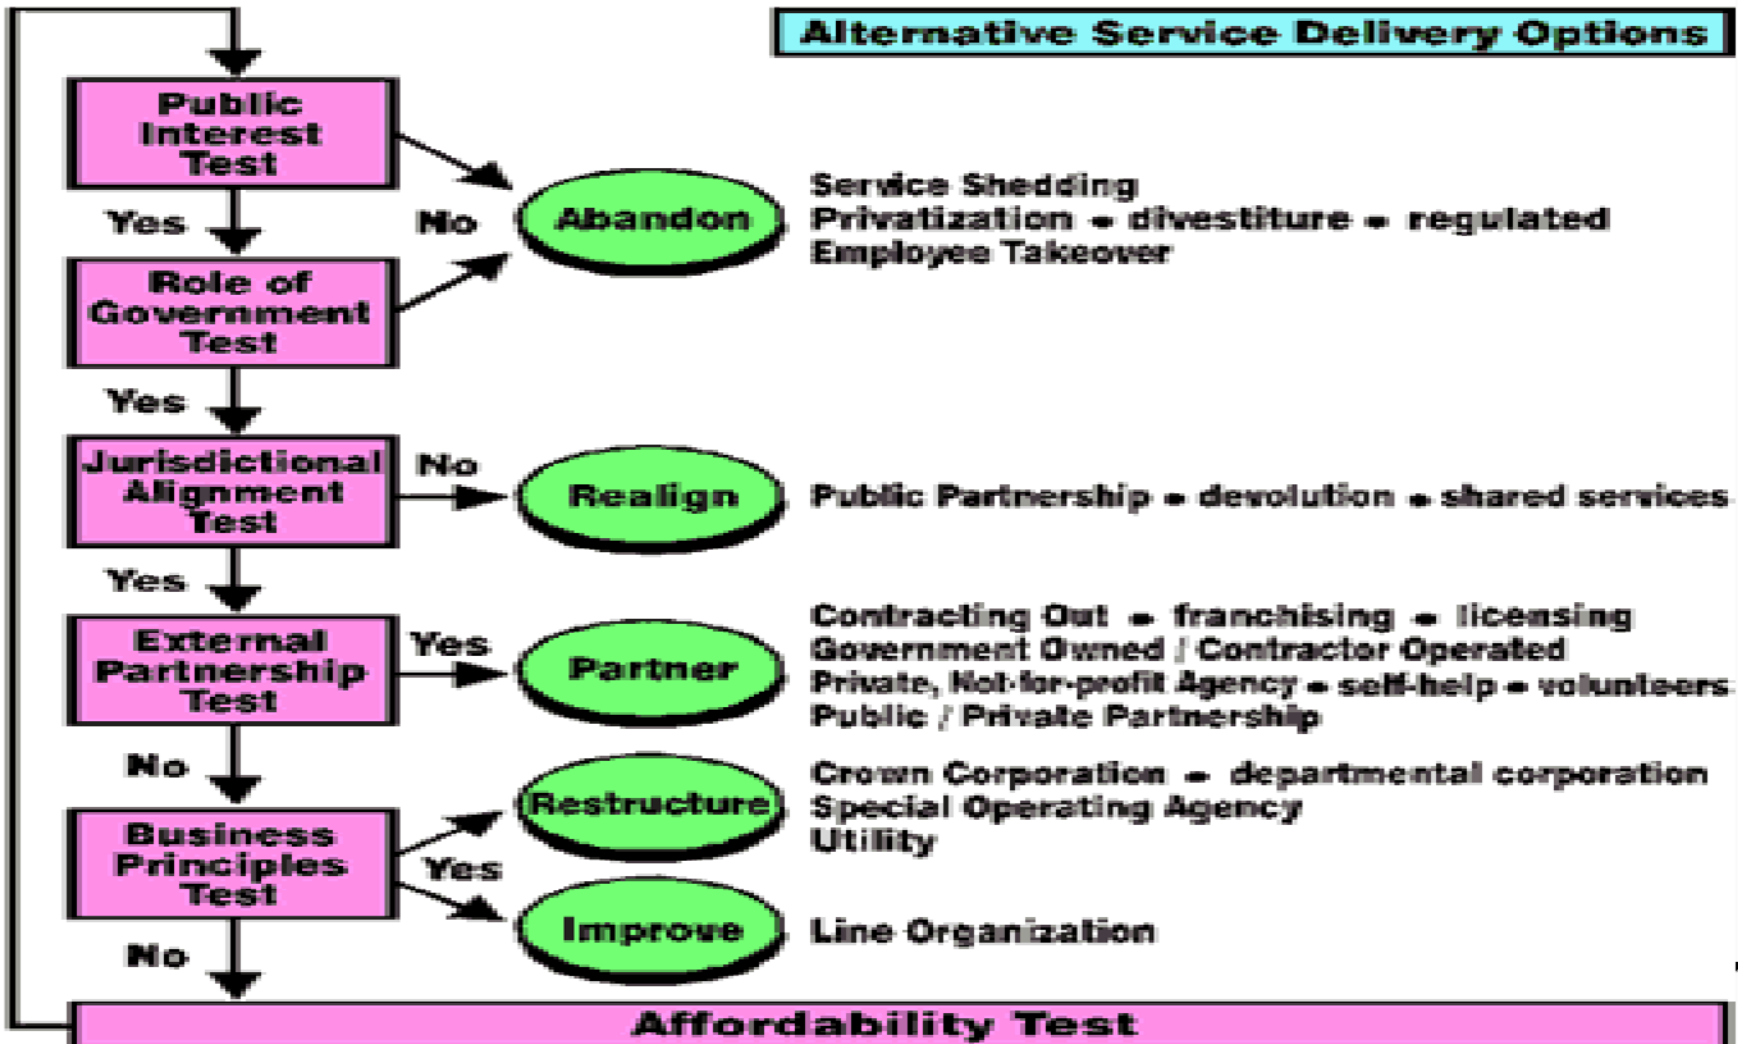 Alternative Service Delivery Options
Public
Interest
Test
Yes
No
Abandon
Service Shedding
Privatization • divestiture • regulated
Employee Takeover
Role of
Government
Test
Yes
Jurisdictional
Alignment
Test
No
Realign
Public Partnership • devolution • shared services
Yes
External
Partnership
Test
Yes
Partner
Contracting Out • franchising • licensing
Government Owned / Contractor Operated
Private, Not-for-profit Agency • self-help • volunteers
Public / Private Partnership
No
Business
Principles
Test
Yes
Restructure
Crown Corporation • departmental corporation
Special Operating Agency
Utility
Improve
Line Organization
No
Affordability Test